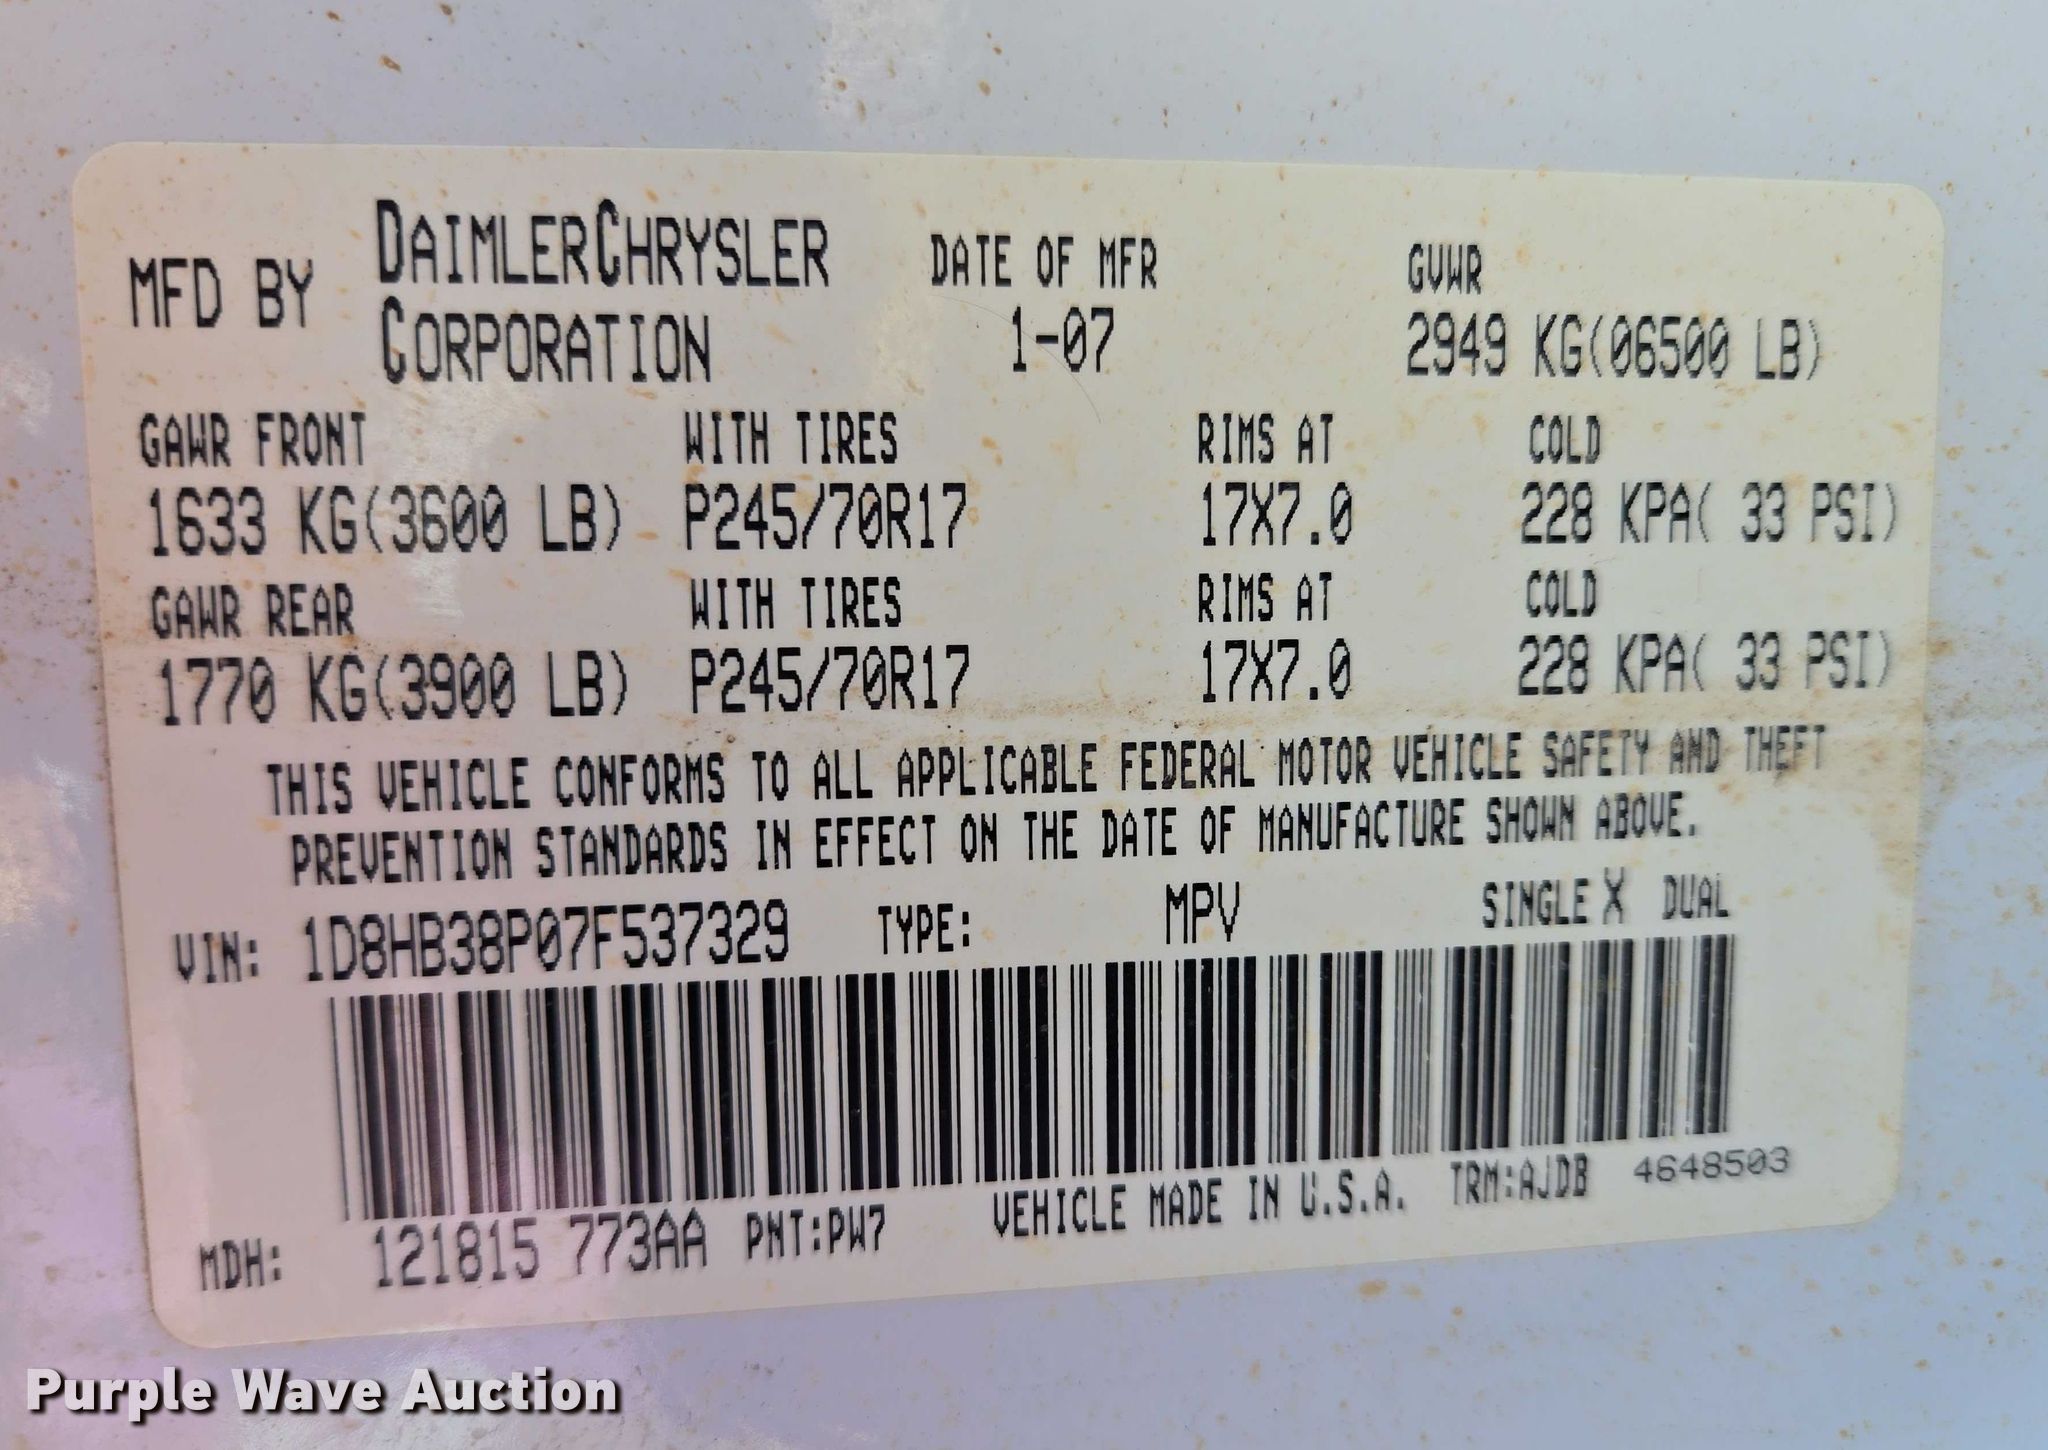 MFD BY DAIMLERCHRYSLER CORPORATION DATE OF MFR 1-07 GVWR 2949 KG(06500 LB)
GAWR FRONT WITH TIRES RIMS AT COLD
1633 KG(3600 LB) P245/70R17 17X7.0 228 KPA( 33 PSI)
GAWR REAR WITH TIRES RIMS AT COLD
1770 KG(3900 LB) P245/70R17 17X7.0 228 KPA( 33 PSI)
THIS VEHICLE CONFORMS TO ALL APPLICABLE FEDERAL MOTOR VEHICLE SAFETY AND THEFT
PREVENTION STANDARDS IN EFFECT ON THE DATE OF MANUFACTURE SHOWN ABOVE.
VIN: 1D8HB38P07F537329 TYPE: MPV SINGLE X DUAL
MDH: 121815 773AA PNT:PW7 VEHICLE MADE IN U.S.A. TRM:AJDB 4648503
Purple Wave Auction